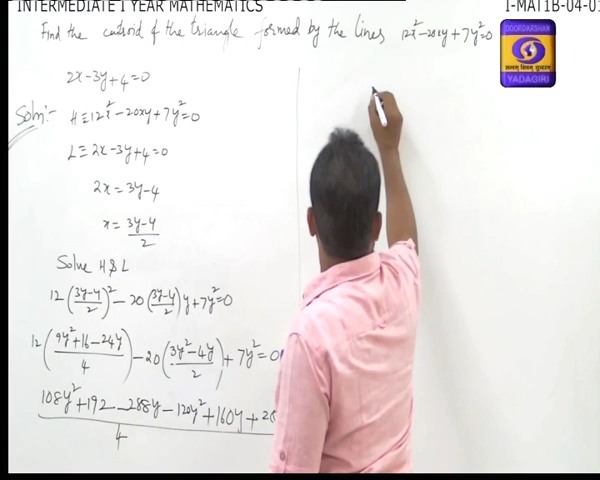 INTERMEDIATE I YEAR MATHEMATICS
I-MAT1B-04-01
Find the centroid of the triangle formed by the lines 12x²-20xy+7y²=0
DOORDARSHAN
YADAGIRI
2x-3y+4=0
Soln:- H≡12x²-20xy+7y²=0
L≡2x-3y+4=0
2x=3y-4
x=(3y-4)/2
Solve H & L
12((3y-4)/2)²-20((3y-4)/2)y+7y²=0
12((9y²+16-24y)/4)-20((3y²-4y)/2)+7y²=0
(108y²+192-288y-120y²+160y+28)/4